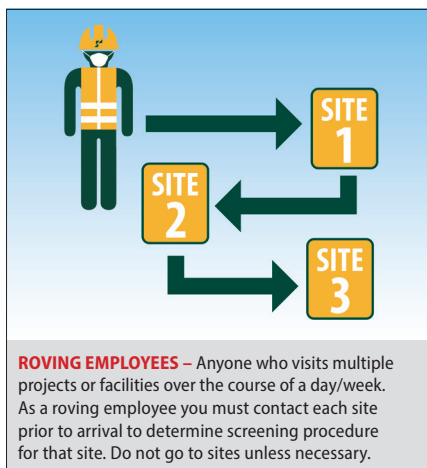 SITE
1
SITE
2
SITE
3
ROVING EMPLOYEES – Anyone who visits multiple
projects or facilities over the course of a day/week.
As a roving employee you must contact each site
prior to arrival to determine screening procedure
for that site. Do not go to sites unless necessary.